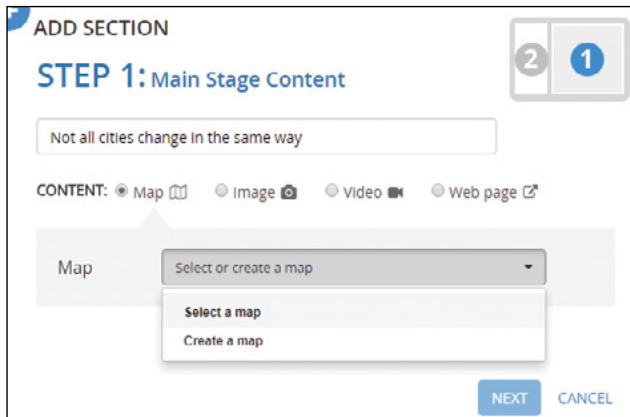 ADD SECTION
STEP 1: Main Stage Content
2 1
Not all cities change in the same way
CONTENT: Map Image Video Web page
Map Select or create a map
Select a map
Create a map
NEXT CANCEL